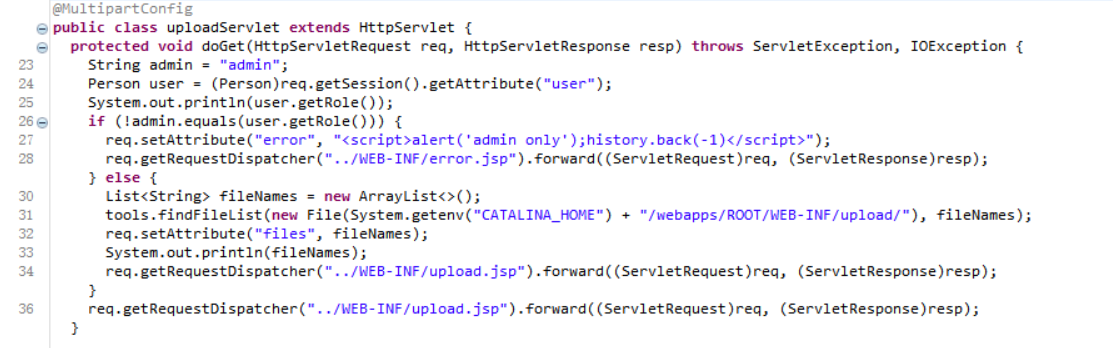 @MultipartConfig
public class uploadServlet extends HttpServlet {
protected void doGet(HttpServletRequest req, HttpServletResponse resp) throws ServletException, IOException {
23 String admin = "admin";
24 Person user = (Person)req.getSession().getAttribute("user");
25 System.out.println(user.getRole());
26 if (!admin.equals(user.getRole())) {
27 req.setAttribute("error", "<script>alert('admin only');history.back(-1)</script>");
28 req.getRequestDispatcher("../WEB-INF/error.jsp").forward((ServletRequest)req, (ServletResponse)resp);
} else {
30 List<String> fileNames = new ArrayList<>();
31 tools.findFileList(new File(System.getenv("CATALINA_HOME") + "/webapps/ROOT/WEB-INF/upload/"), fileNames);
32 req.setAttribute("files", fileNames);
33 System.out.println(fileNames);
34 req.getRequestDispatcher("../WEB-INF/upload.jsp").forward((ServletRequest)req, (ServletResponse)resp);
}
36 req.getRequestDispatcher("../WEB-INF/upload.jsp").forward((ServletRequest)req, (ServletResponse)resp);
}